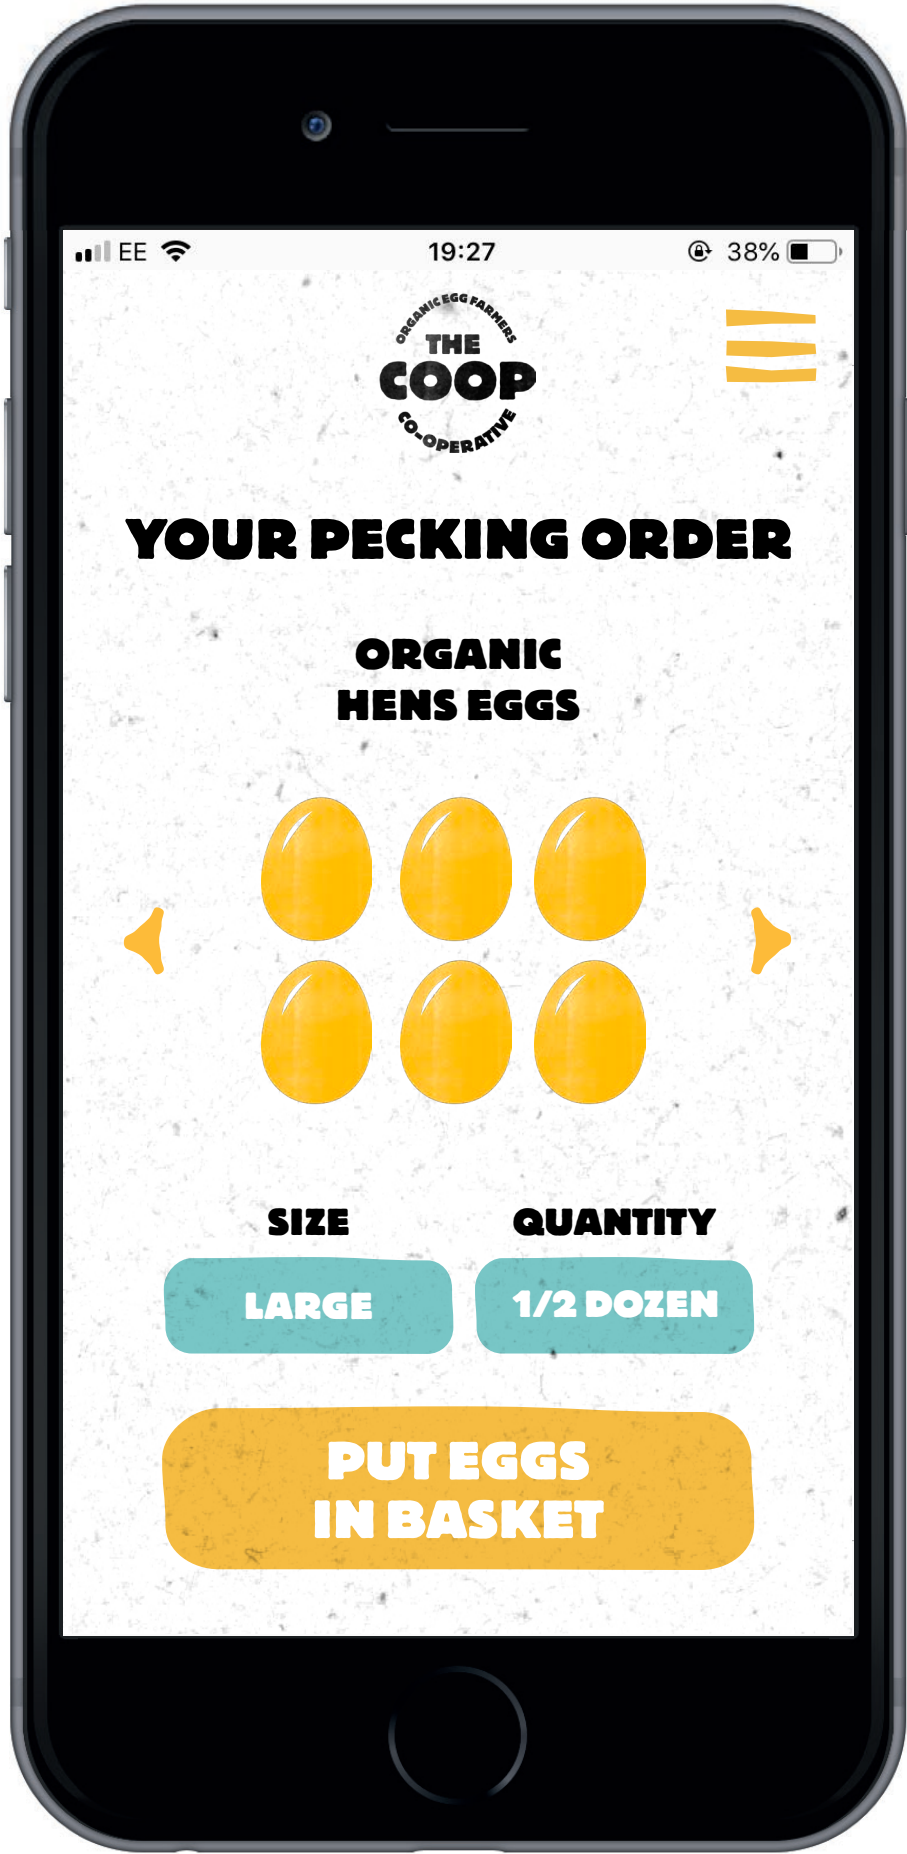 EE 19:27 38%
ORGANIC EGG FARMERS
THE
COOP
CO-OPERATIVE
YOUR PECKING ORDER
ORGANIC
HENS EGGS
SIZE QUANTITY
LARGE 1/2 DOZEN
PUT EGGS
IN BASKET